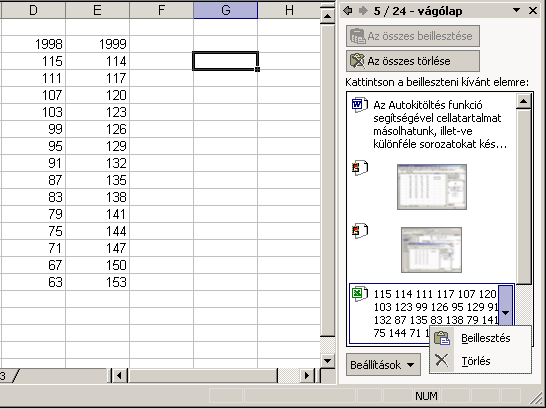 D E F G H
1998 1999
115 114
111 117
107 120
103 123
99 126
95 129
91 132
87 135
83 138
79 141
75 144
71 147
67 150
63 153
3
5 / 24 - vágólap
Az összes beillesztése
Az összes törlése
Kattintson a beilleszteni kívánt elemre:
Az Autokitöltés funkció
segítségével cellatartalmat
másolhatunk, illet-ve
különféle sorozatokat kés...
115 114 111 117 107 120
103 123 99 126 95 129 91
132 87 135 83 138 79 141
75 144 71
Beillesztés
Törlés
Beállítások
NUM